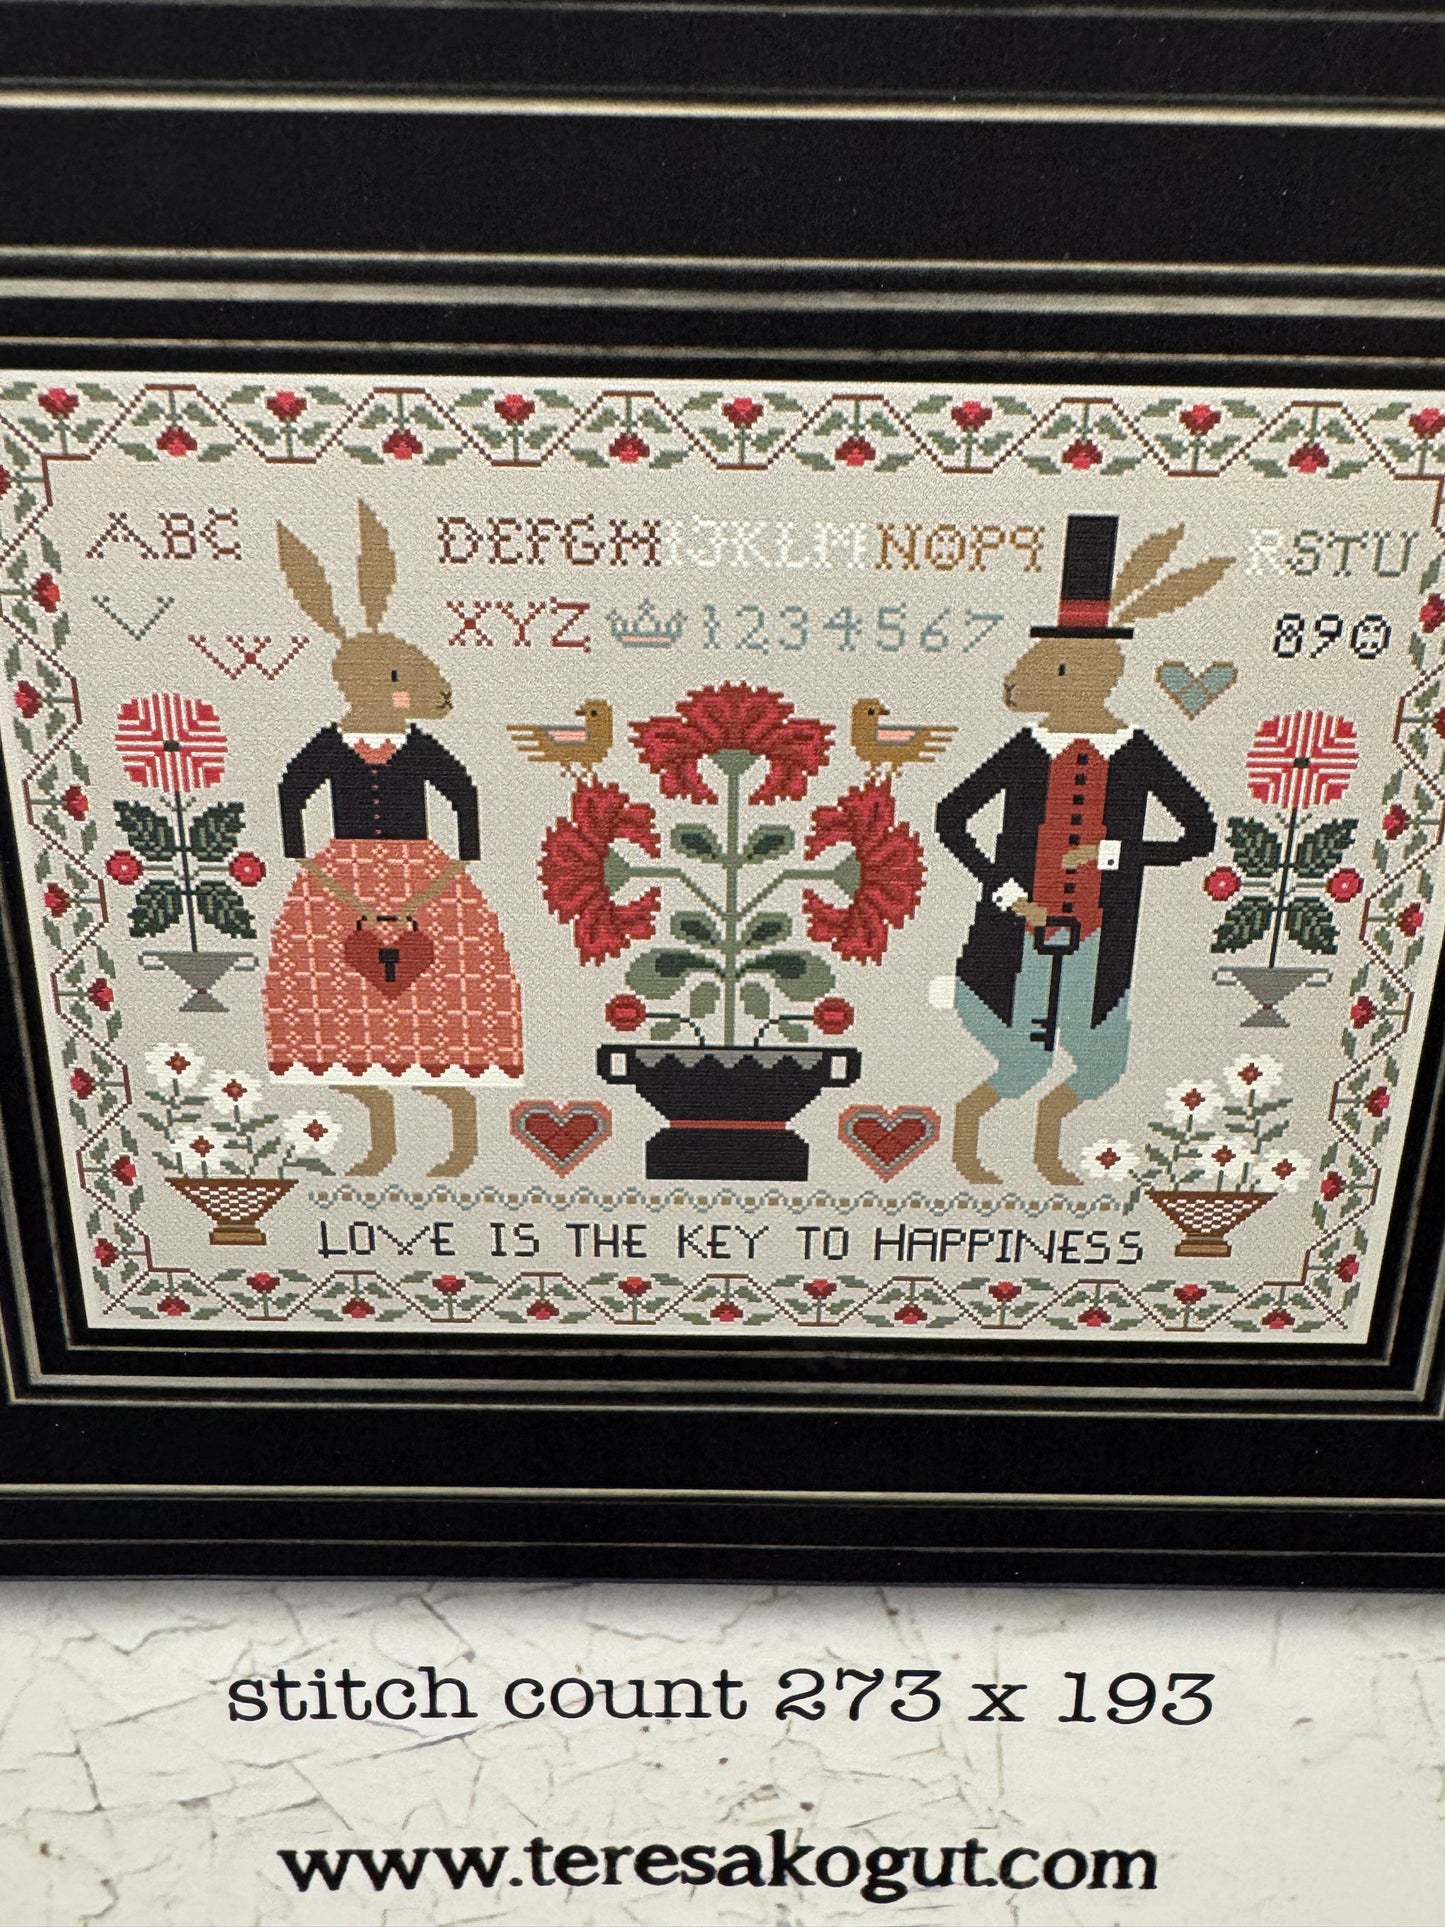 ABC DEFGHIJKLMNOPQ RSTU
V W XYZ 1234567 890
LOVE IS THE KEY TO HAPPINESS
stitch count 273 x 193
www.teresakogut.com